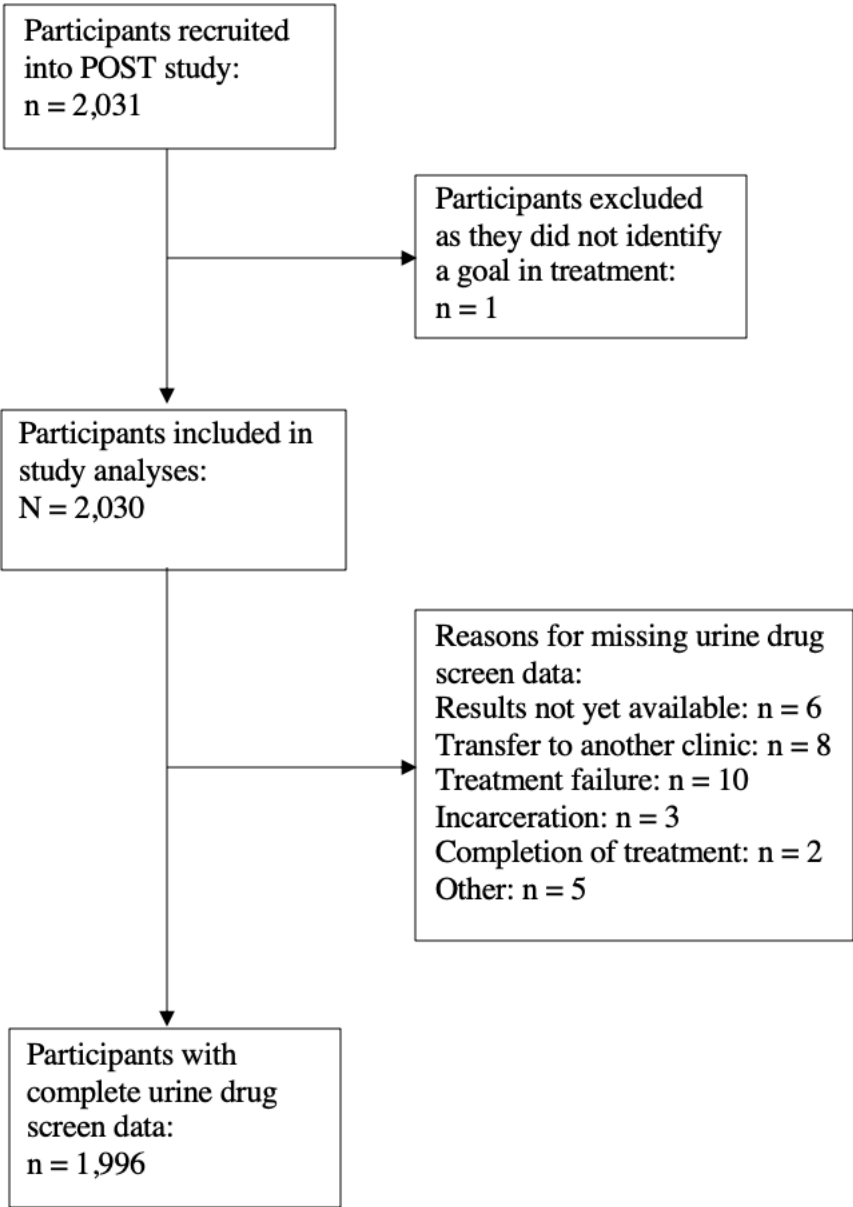 Participants recruited
into POST study:
n = 2,031
Participants excluded
as they did not identify
a goal in treatment:
n = 1
Participants included in
study analyses:
N = 2,030
Reasons for missing urine drug
screen data:
Results not yet available: n = 6
Transfer to another clinic: n = 8
Treatment failure: n = 10
Incarceration: n = 3
Completion of treatment: n = 2
Other: n = 5
Participants with
complete urine drug
screen data:
n = 1,996